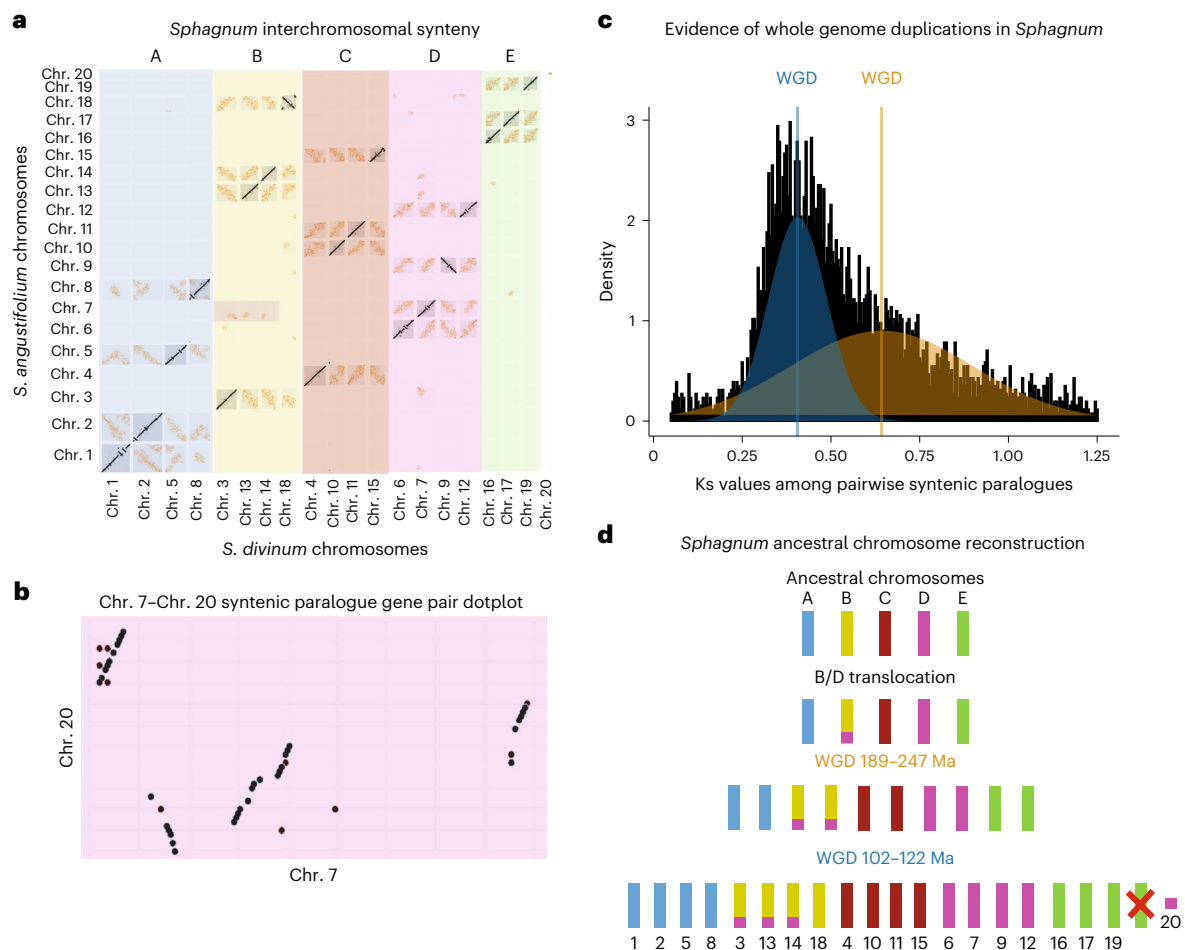 a
Sphagnum interchromosomal synteny
A B C D E
Chr. 20
Chr. 19
Chr. 18
Chr. 17
Chr. 16
Chr. 15
Chr. 14
Chr. 13
Chr. 12
Chr. 11
Chr. 10
Chr. 9
Chr. 8
Chr. 7
Chr. 6
Chr. 5
Chr. 4
Chr. 3
Chr. 2
Chr. 1
S. angustifolium chromosomes
Chr. 1
Chr. 2
Chr. 5
Chr. 8
Chr. 3
Chr. 13
Chr. 14
Chr. 18
Chr. 4
Chr. 10
Chr. 11
Chr. 15
Chr. 6
Chr. 7
Chr. 9
Chr. 12
Chr. 16
Chr. 17
Chr. 19
Chr. 20
S. divinum chromosomes
b
Chr. 7–Chr. 20 syntenic paralogue gene pair dotplot
Chr. 20
Chr. 7
c
Evidence of whole genome duplications in Sphagnum
WGD WGD
3
2
1
0
Density
0 0.25 0.50 0.75 1.00 1.25
Ks values among pairwise syntenic paralogues
d
Sphagnum ancestral chromosome reconstruction
Ancestral chromosomes
A B C D E
B/D translocation
WGD 189–247 Ma
WGD 102–122 Ma
20
1 2 5 8 3 13 14 18 4 10 11 15 6 7 9 12 16 17 19